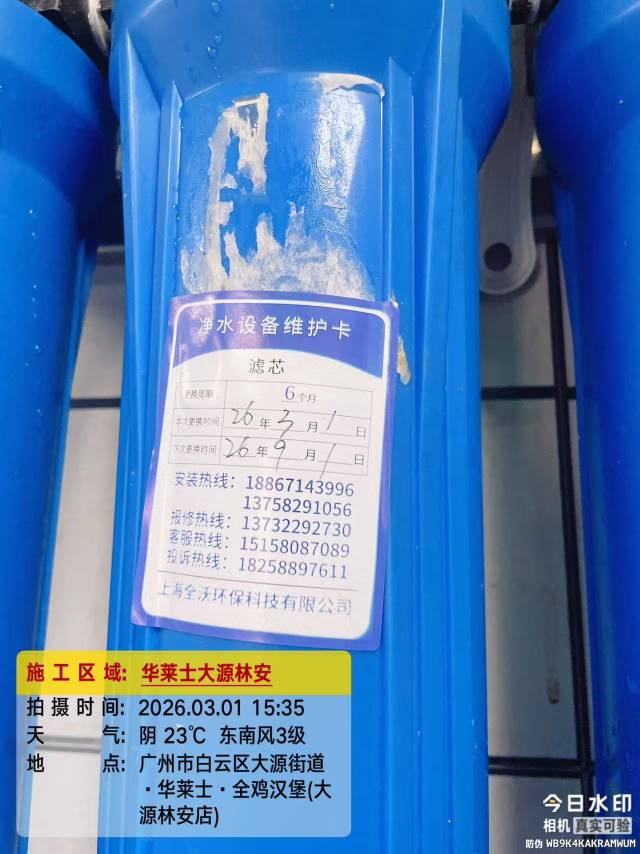 净水设备维护卡
滤芯
更换周期 6个月
本次更换时间 26年3月1日
下次更换时间 26年9月1日
安装热线：18867143996
13758291056
报修热线：13732292730
客服热线：15158087089
投诉热线：18258897611
上海全沃环保科技有限公司
施工区域：华莱士大源林安
拍摄时间：2026.03.01 15:35
天气：阴 23℃ 东南风3级
地点：广州市白云区大源街道
·华莱士·全鸡汉堡(大
源林安店)
今日水印
相机 真实可验
防伪 WB9K4KAKRAMWUM